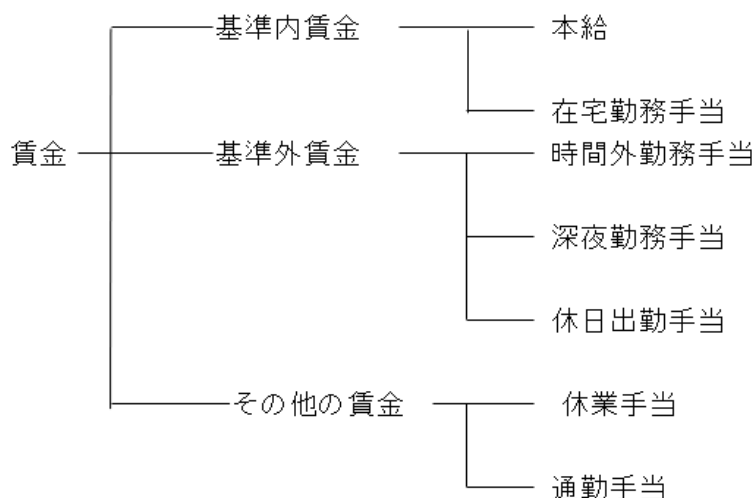 基準内賃金 本給
在宅勤務手当
賃金 基準外賃金 時間外勤務手当
深夜勤務手当
休日出勤手当
その他の賃金 休業手当
通勤手当